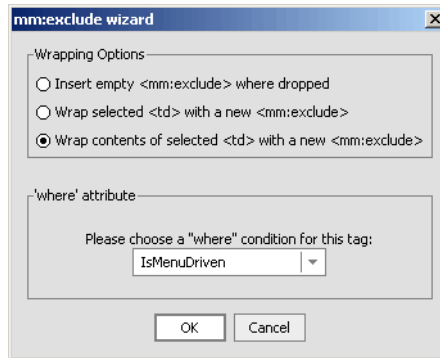 mm:exclude wizard
Wrapping Options
Insert empty <mm:exclude> where dropped
Wrap selected <td> with a new <mm:exclude>
Wrap contents of selected <td> with a new <mm:exclude>
'where' attribute
Please choose a "where" condition for this tag:
IsMenuDriven
OK Cancel